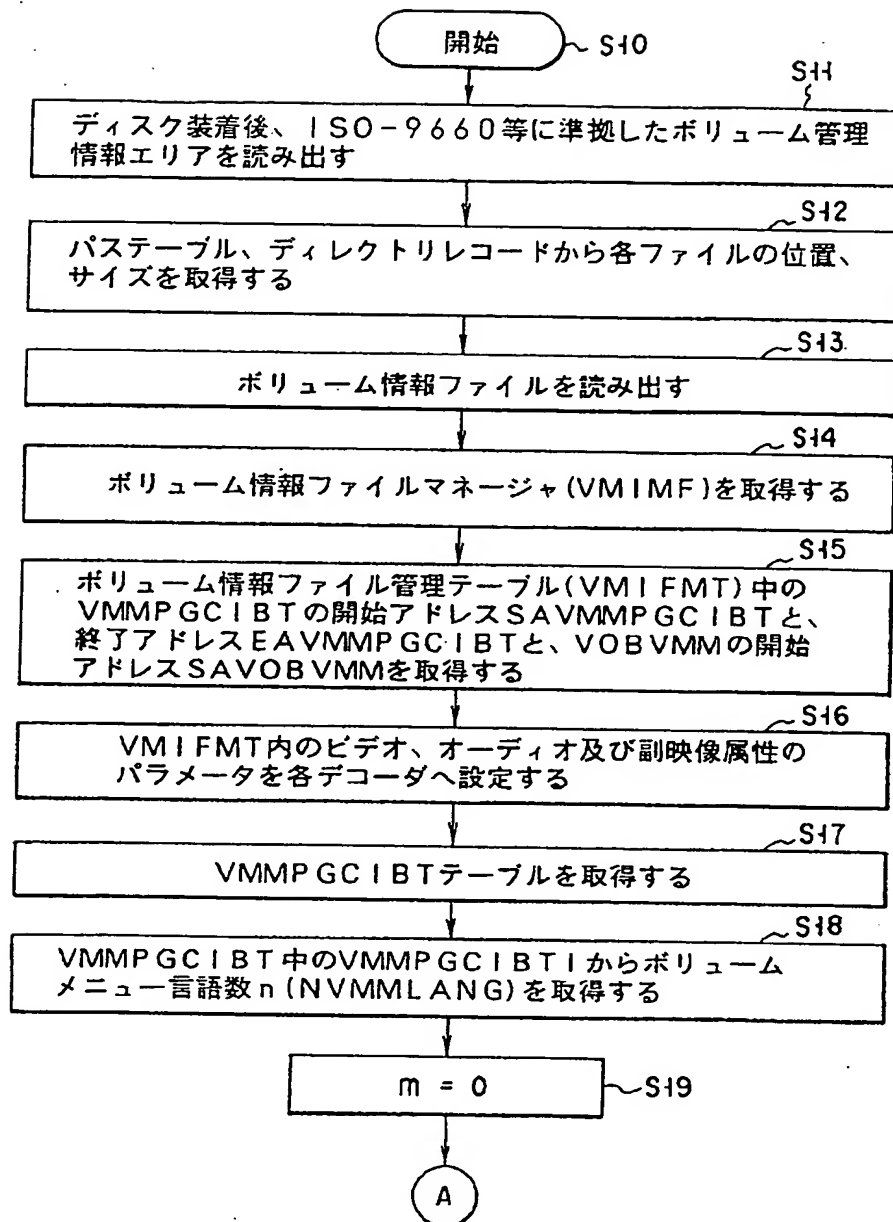 開始
S10
S11
ディスク装着後、ISO-9660等に準拠したボリューム管理
情報エリアを読み出す
S12
パステーブル、ディレクトリレコードから各ファイルの位置、
サイズを取得する
S13
ボリューム情報ファイルを読み出す
S14
ボリューム情報ファイルマネージャ(VMIMF)を取得する
S15
ボリューム情報ファイル管理テーブル(VMIFMT)中の
VMMPGCIBTの開始アドレスSAVMMPGCIBTと、
終了アドレスEAVMMPGCIBTと、VOBVMMの開始
アドレスSAVOBVMMを取得する
S16
VMIFMT内のビデオ、オーディオ及び副映像属性の
パラメータを各デコーダへ設定する
S17
VMMPGCIBTテーブルを取得する
S18
VMMPGCIBT中のVMMPGCIBTIからボリューム
メニュー言語数n(NVMMLANG)を取得する
m = 0
S19
A